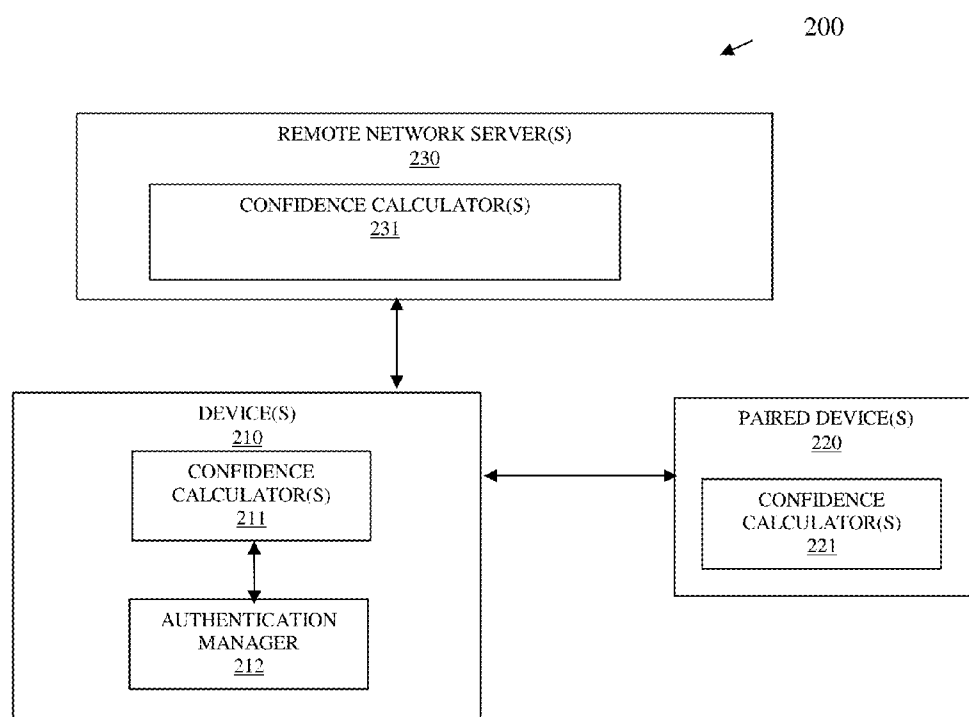 200
REMOTE NETWORK SERVER(S)
230
CONFIDENCE CALCULATOR(S)
231
DEVICE(S)
210
CONFIDENCE
CALCULATOR(S)
211
AUTHENTICATION
MANAGER
212
PAIRED DEVICE(S)
220
CONFIDENCE
CALCULATOR(S)
221